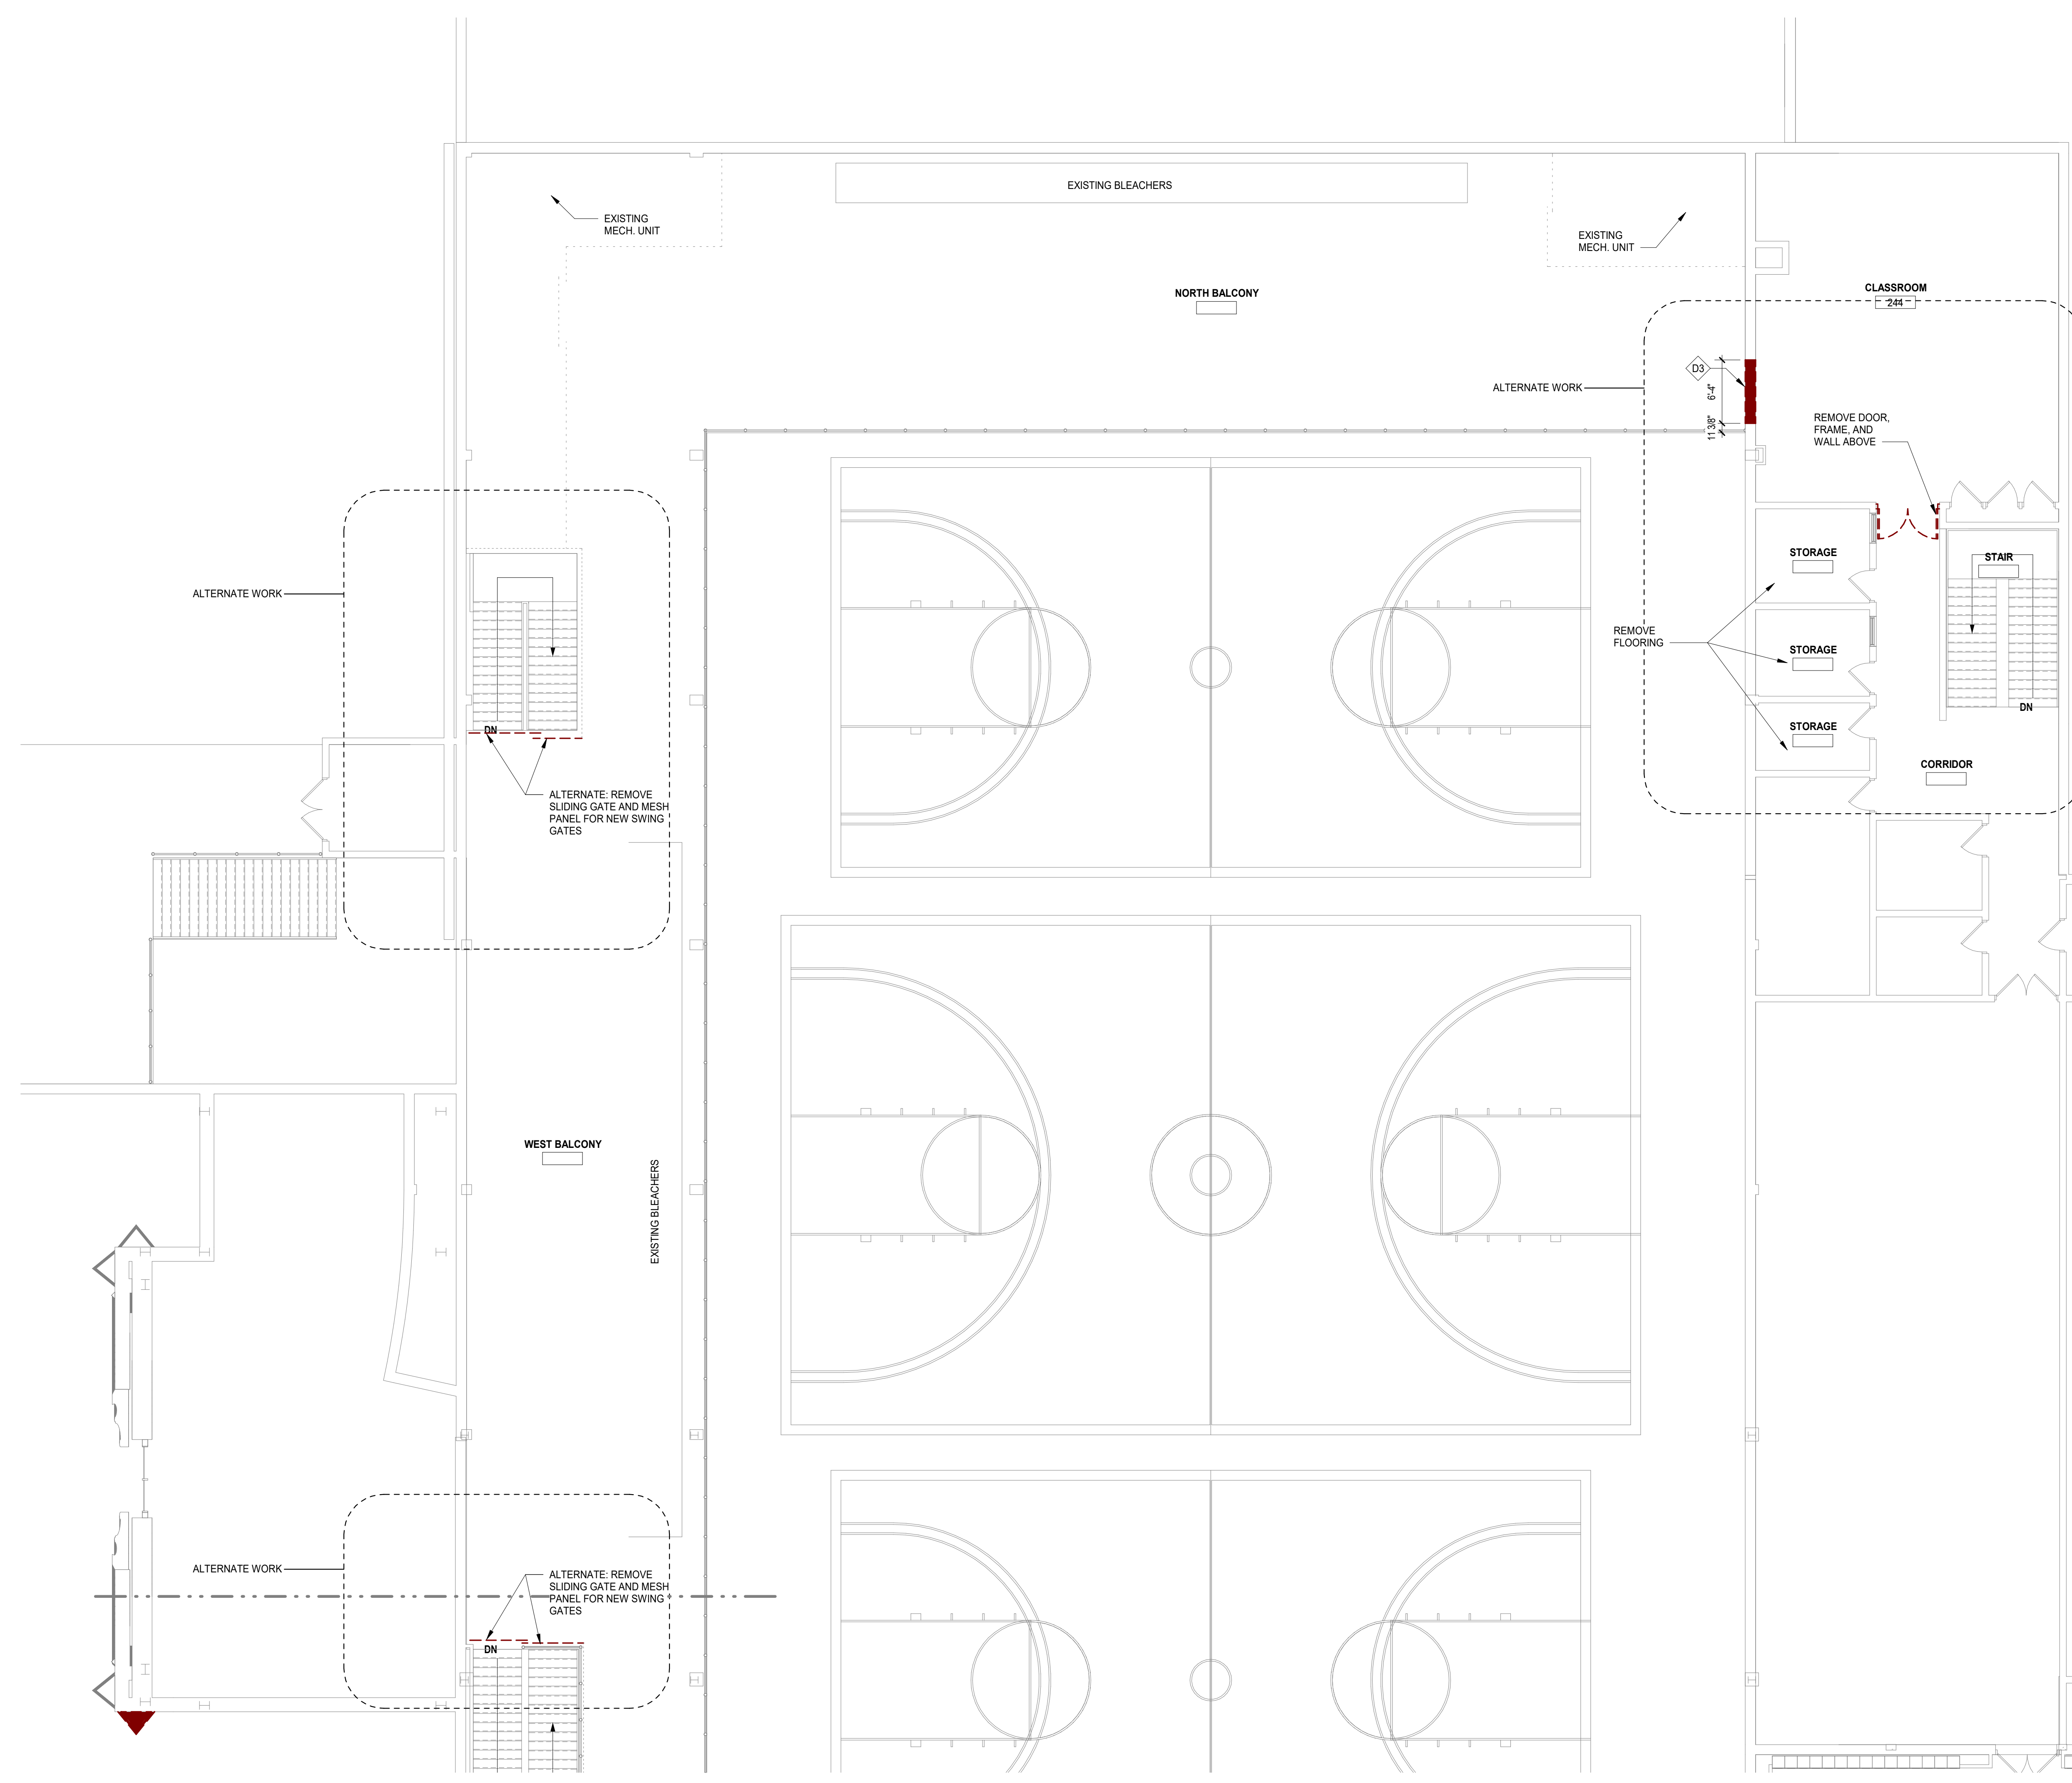 EXISTING BLEACHERS
EXISTING
MECH. UNIT
EXISTING
MECH. UNIT
NORTH BALCONY
CLASSROOM
244
D3
6'-4"
11 3/8"
ALTERNATE WORK
REMOVE DOOR,
FRAME, AND
WALL ABOVE
STORAGE
STAIR
ALTERNATE WORK
REMOVE
FLOORING
STORAGE
DN
STORAGE
DN
CORRIDOR
ALTERNATE: REMOVE
SLIDING GATE AND MESH
PANEL FOR NEW SWING
GATES
WEST BALCONY
EXISTING BLEACHERS
ALTERNATE WORK
ALTERNATE: REMOVE
SLIDING GATE AND MESH
PANEL FOR NEW SWING
GATES
DN